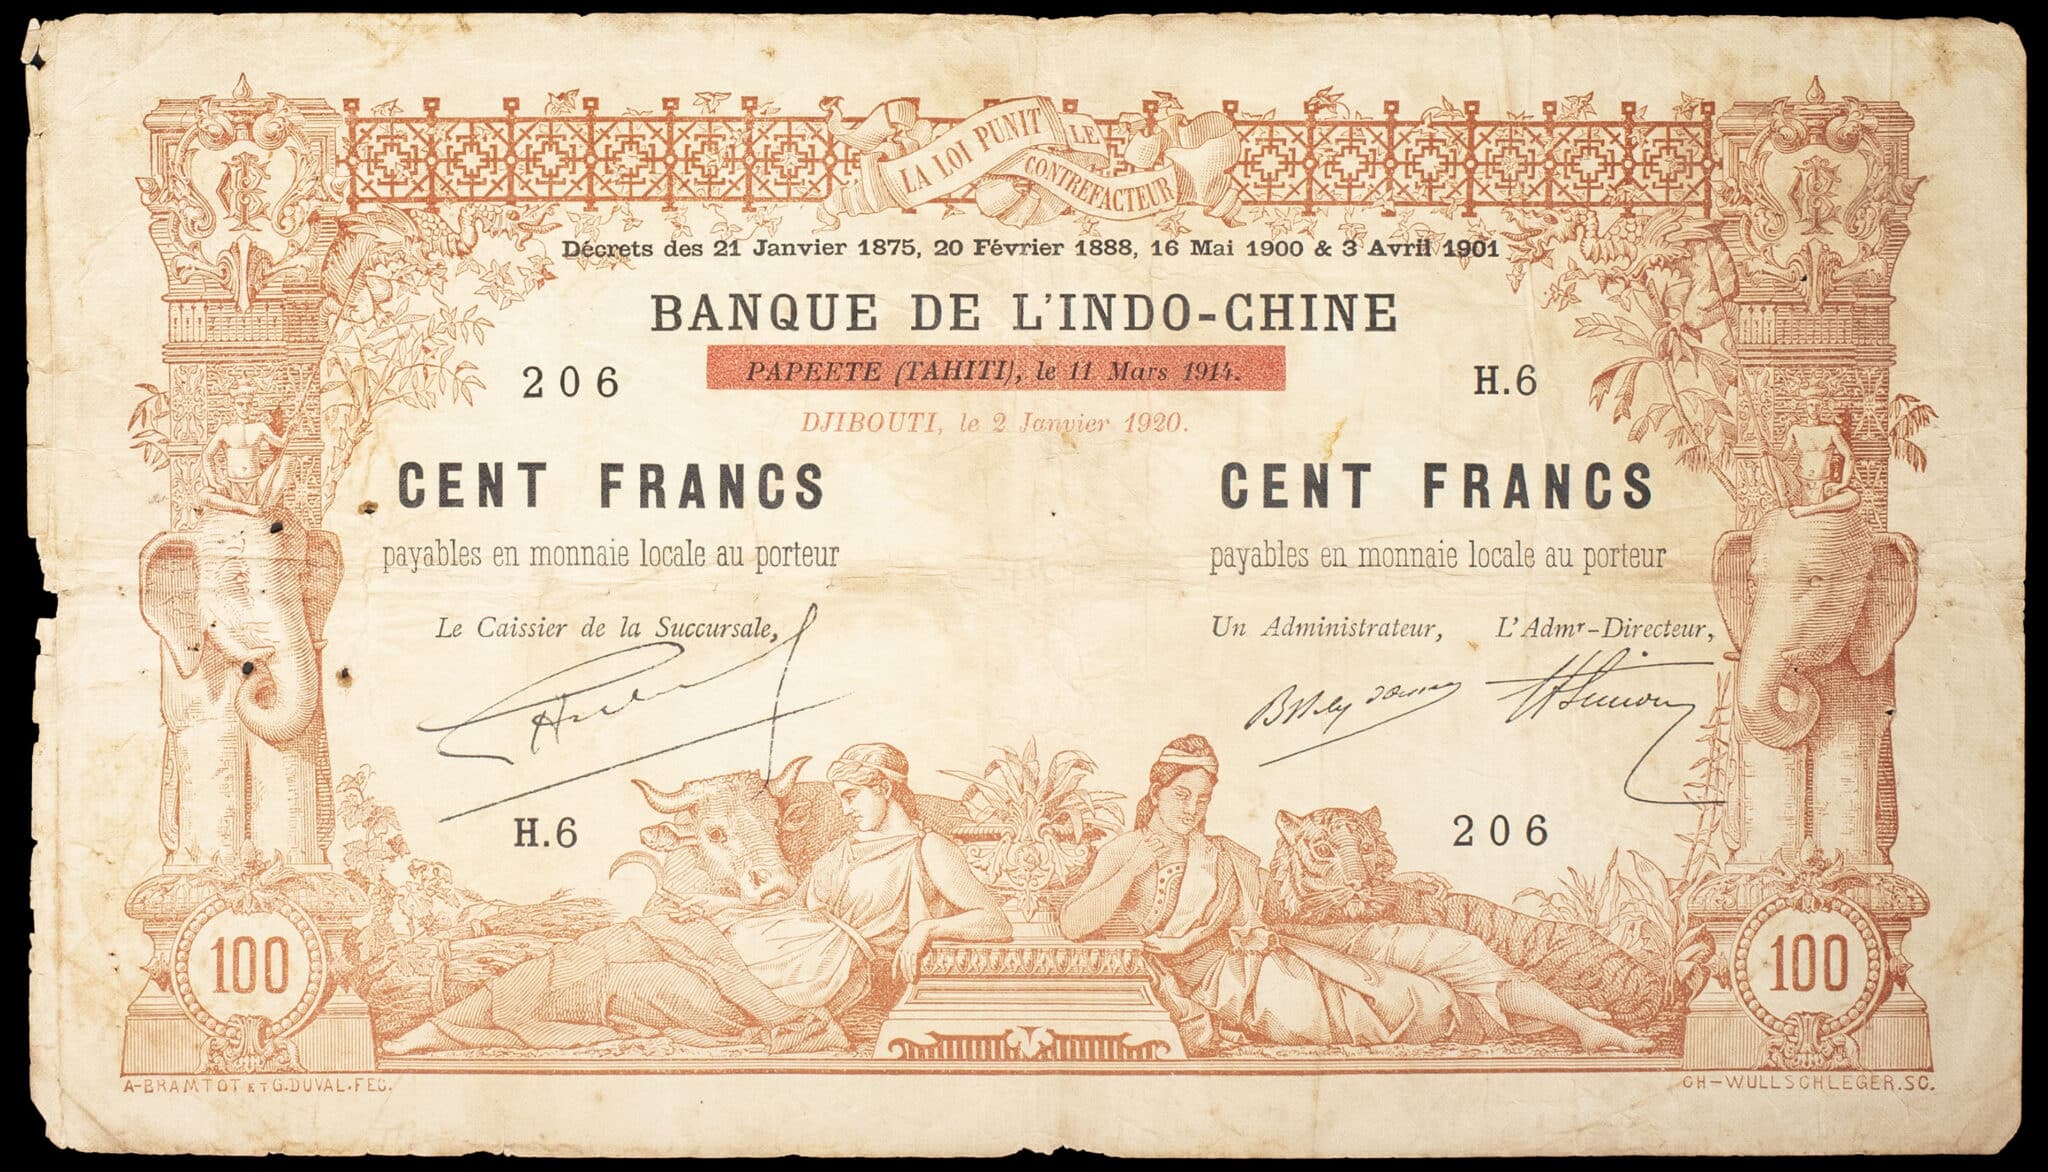 LA LOI PUNIT LE
CONTREFACTEUR
Décrets des 21 Janvier 1875, 20 Février 1888, 16 Mai 1900 & 3 Avril 1901
BANQUE DE L'INDO-CHINE
206
PAPEETE (TAHITI), le 11 Mars 1914.
H.6
DJIBOUTI, le 2 Janvier 1920.
CENT FRANCS
CENT FRANCS
payables en monnaie locale au porteur
payables en monnaie locale au porteur
Le Caissier de la Succursale,
Un Administrateur,
L'Admr-Directeur,
H.6
206
100
100
A-BRAMTOT ET G.DUVAL.FEC.
CH-WULLSCHLEGER.SC.